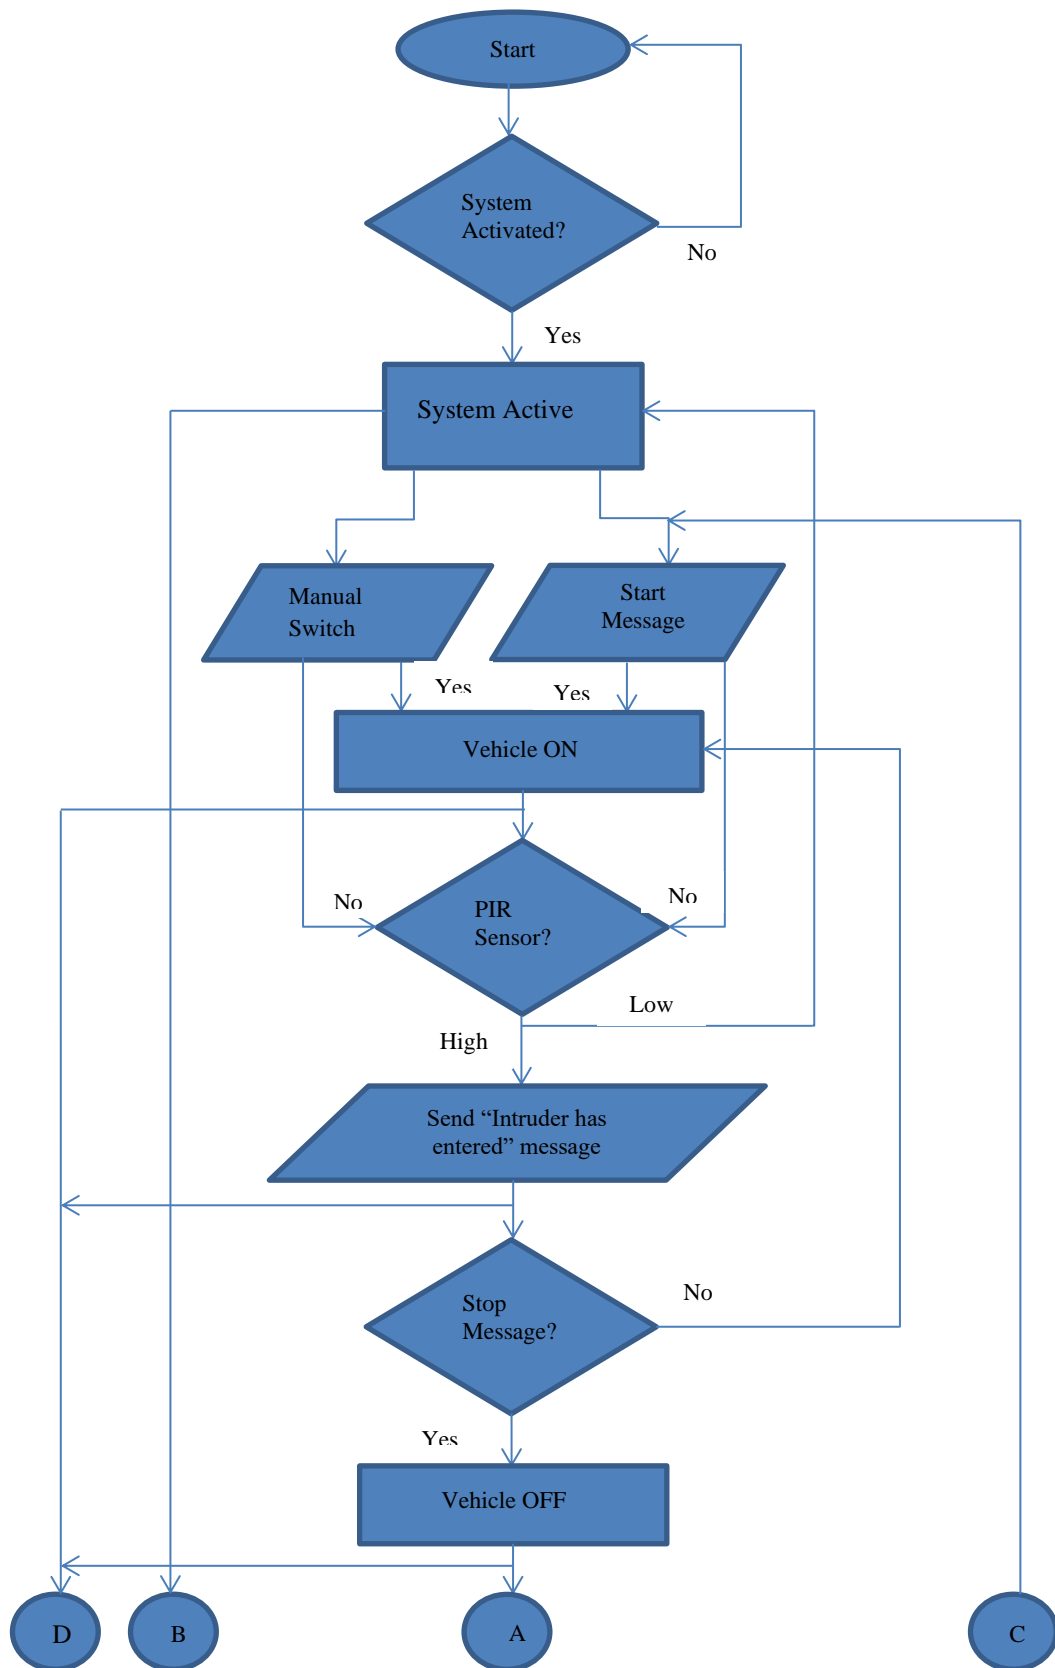 Start
System
Activated?
No
Yes
System Active
Manual
Switch
Start
Message
Yes
Yes
Vehicle ON
No
PIR
Sensor?
No
Low
High
Send “Intruder has
entered” message
Stop
Message?
No
Yes
Vehicle OFF
D
B
A
C